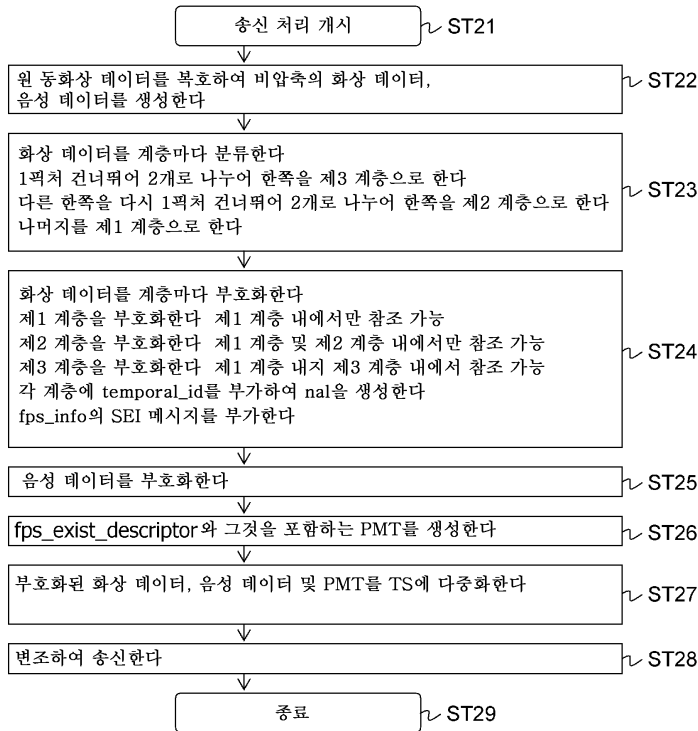 송신 처리 개시
ST21
원 동화상 데이터를 복호하여 비압축의 화상 데이터,
음성 데이터를 생성한다
ST22
화상 데이터를 계층마다 분류한다
1픽처 건너뛰어 2개로 나누어 한쪽을 제3 계층으로 한다
다른 한쪽을 다시 1픽처 건너뛰어 2개로 나누어 한쪽을 제2 계층으로 한다
나머지를 제1 계층으로 한다
ST23
화상 데이터를 계층마다 부호화한다
제1 계층을 부호화한다 제1 계층 내에서만 참조 가능
제2 계층을 부호화한다 제1 계층 및 제2 계층 내에서만 참조 가능
제3 계층을 부호화한다 제1 계층 내지 제3 계층 내에서 참조 가능
각 계층에 temporal_id를 부가하여 nal을 생성한다
fps_info의 SEI 메시지를 부가한다
ST24
음성 데이터를 부호화한다
ST25
fps_exist_descriptor와 그것을 포함하는 PMT를 생성한다
ST26
부호화된 화상 데이터, 음성 데이터 및 PMT를 TS에 다중화한다
ST27
변조하여 송신한다
ST28
종료
ST29